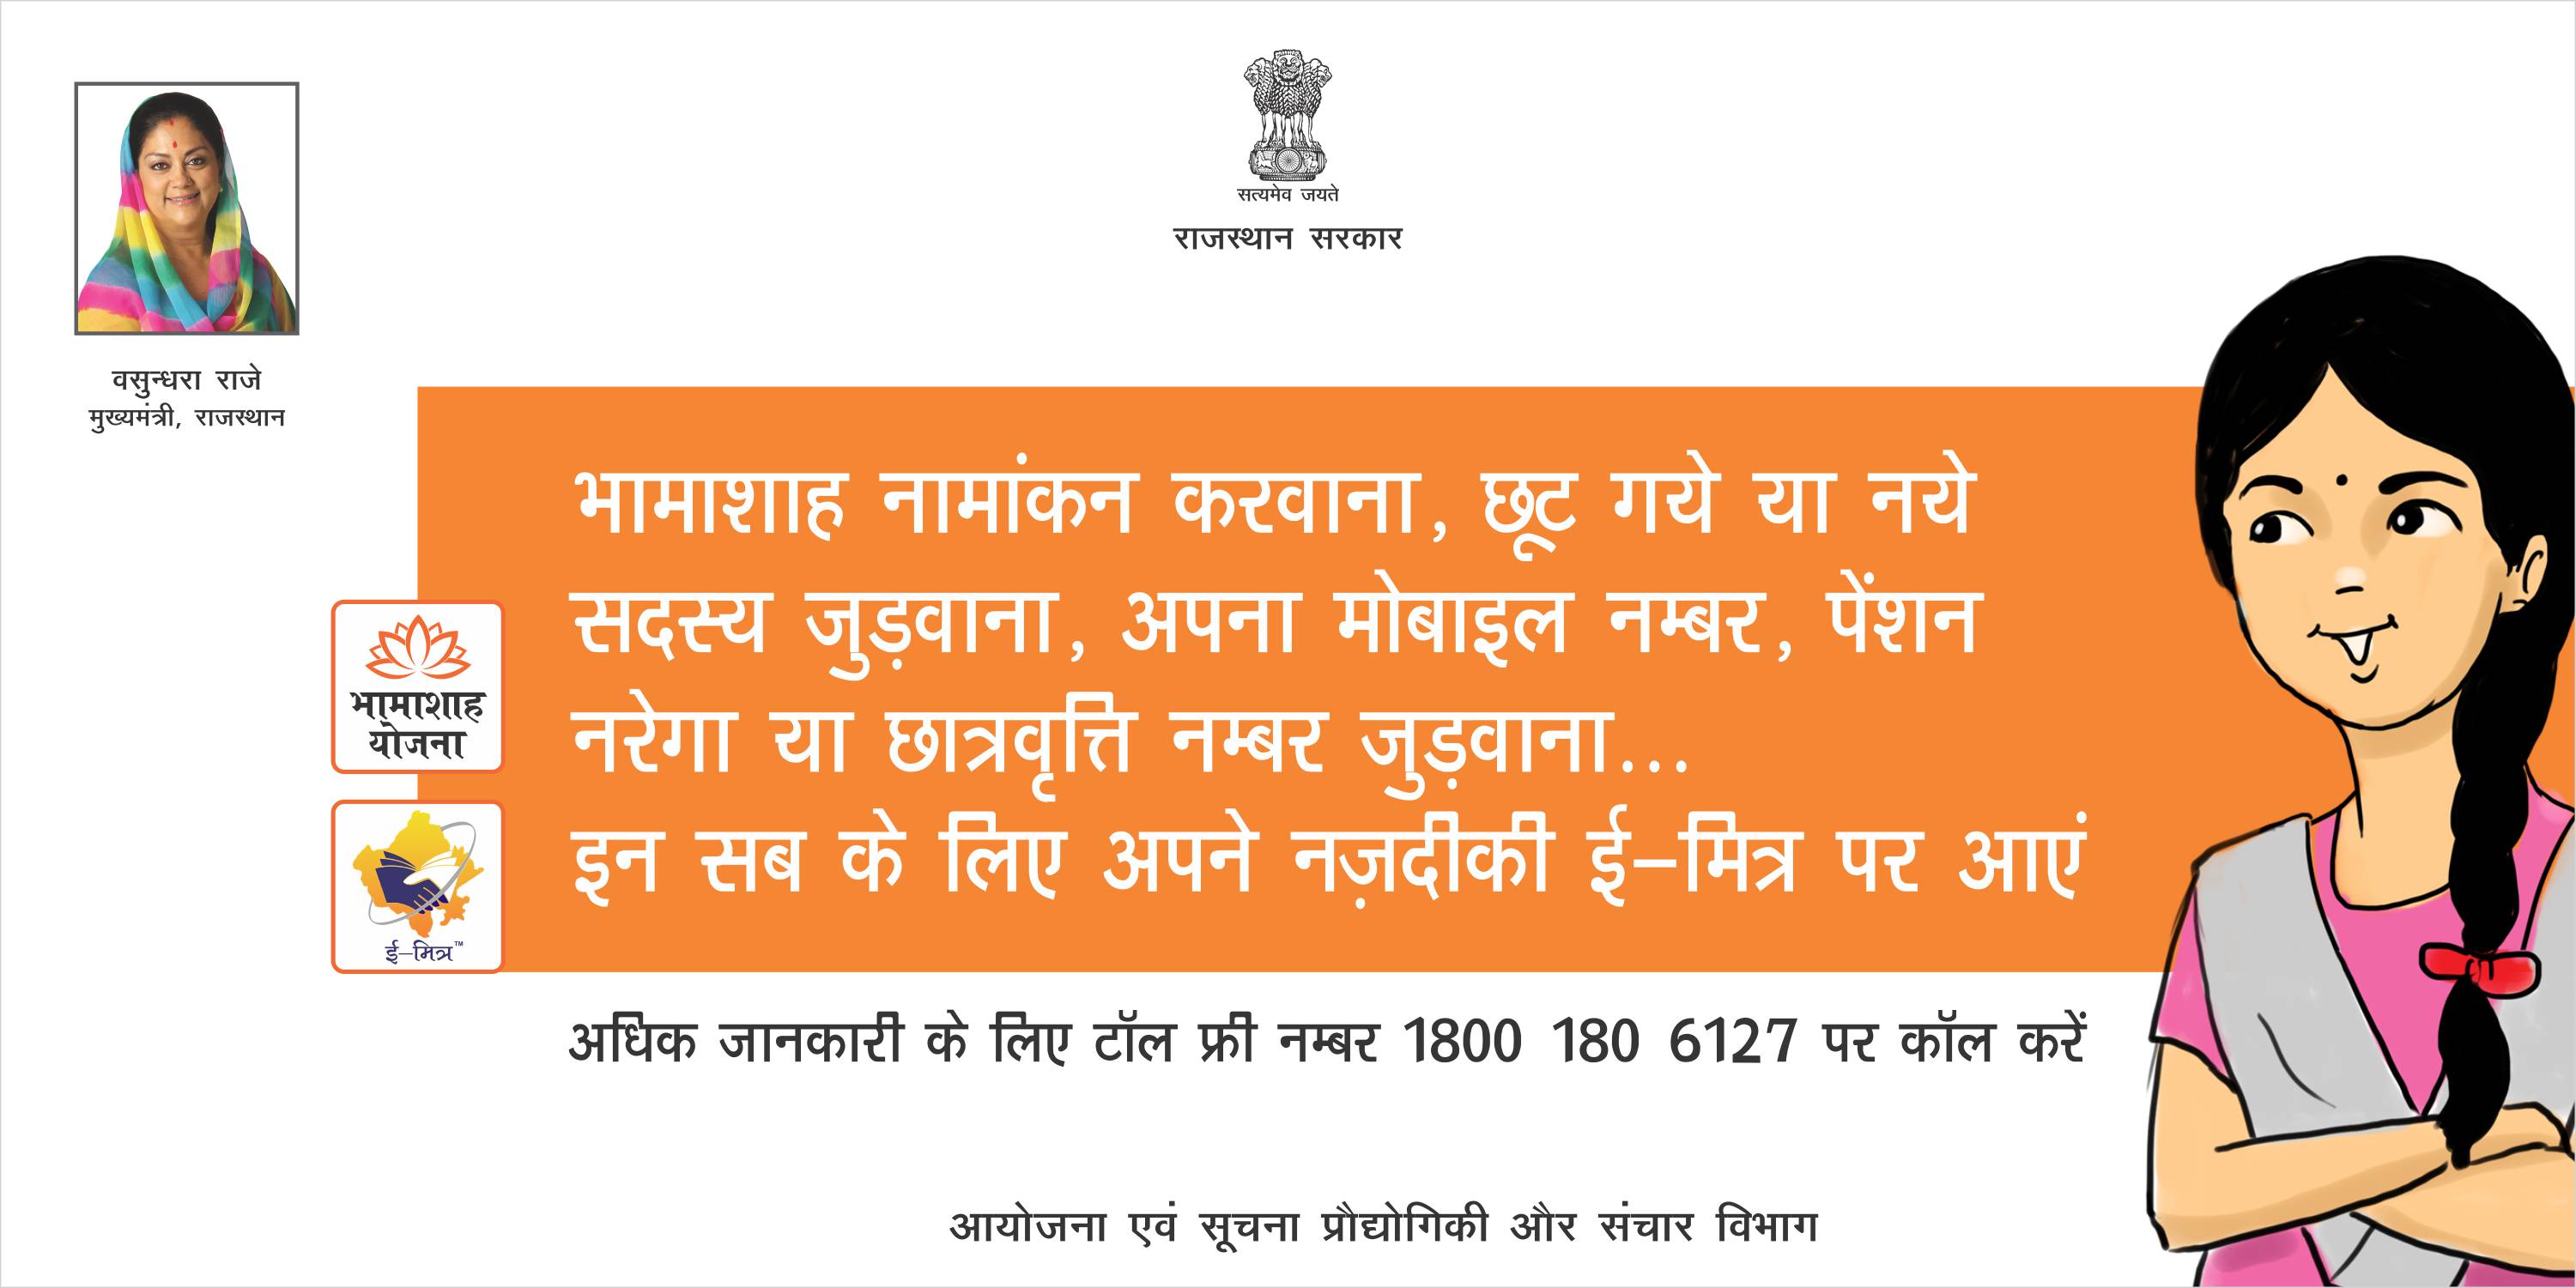 सत्यमेव जयते
राजस्थान सरकार
वसुन्धरा राजे
मुख्यमंत्री, राजस्थान
भामाशाह नामांकन करवाना, छूट गये या नये
सदस्य जुड़वाना, अपना मोबाइल नम्बर, पेंशन
नरेगा या छात्रवृत्ति नम्बर जुड़वाना...
इन सब के लिए अपने नज़दीकी ई-मित्र पर आएं
भामाशाह
योजना
ई-मित्र™
अधिक जानकारी के लिए टॉल फ्री नम्बर 1800 180 6127 पर कॉल करें
आयोजना एवं सूचना प्रौद्योगिकी और संचार विभाग